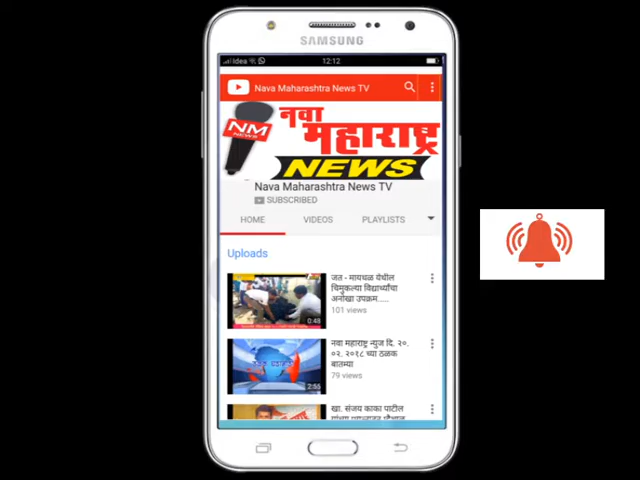 SAMSUNG
Idea 12:12
Nava Maharashtra News TV
नवा
महाराष्ट्र
NM
NEWS
NEWS
Nava Maharashtra News TV
SUBSCRIBED
HOME VIDEOS PLAYLISTS
Uploads
जत - मायथळ येथील
चिमुकल्या विद्यार्थ्यांचा
अनोखा उपक्रम.....
101 views
0:48
नवा महाराष्ट्र न्युज दि. २०.
०२. २०१८ च्या ठळक
बातम्या
79 views
2:56
खा. संजय काका पाटील